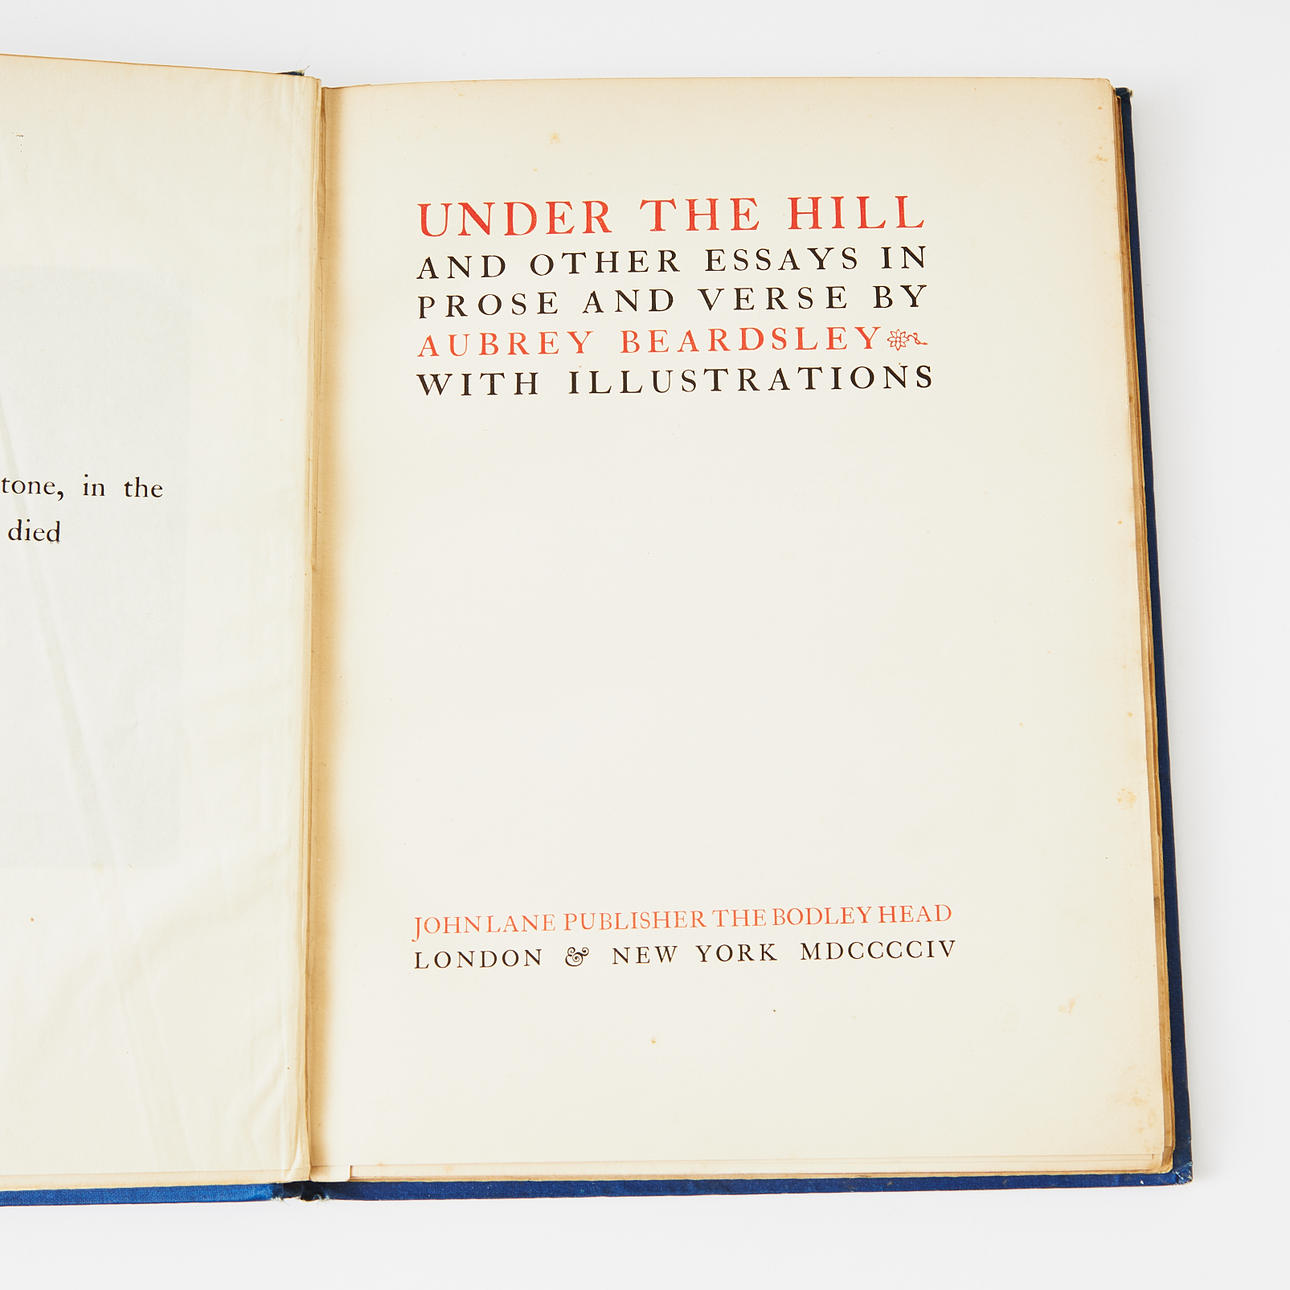 tone, in the
died
UNDER THE HILL
AND OTHER ESSAYS IN
PROSE AND VERSE BY
AUBREY BEARDSLEY
WITH ILLUSTRATIONS
JOHN LANE PUBLISHER THE BODLEY HEAD
LONDON & NEW YORK MDCCCCIV